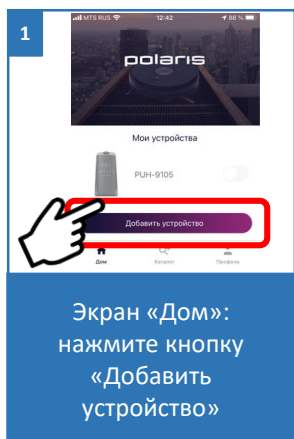 1
MTS RUS 12:42 88 %
polaris
Мои устройства
PUH-9105
Добавить устройство
Дом Каталог Профиль
Экран «Дом»:
нажмите кнопку
«Добавить
устройство»